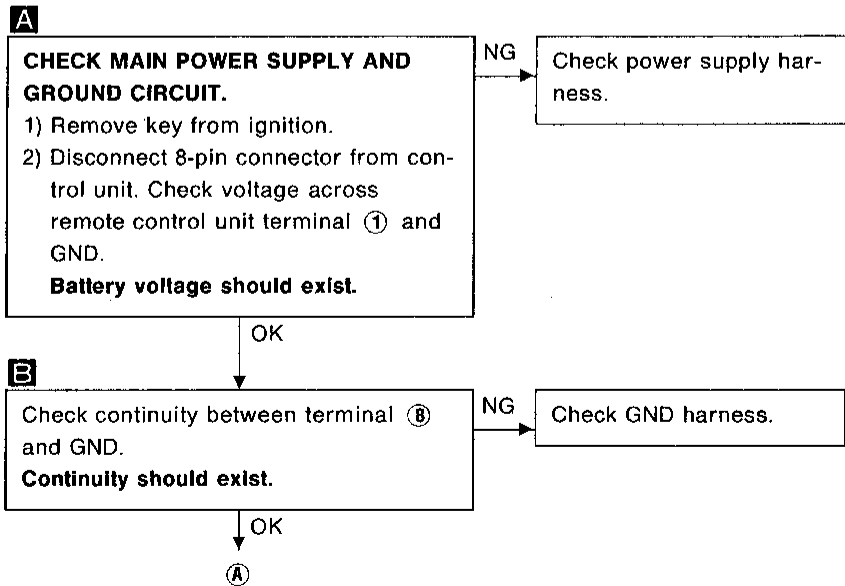 A
CHECK MAIN POWER SUPPLY AND
GROUND CIRCUIT.
1) Remove key from ignition.
2) Disconnect 8-pin connector from con-
trol unit. Check voltage across
remote control unit terminal ① and
GND.
Battery voltage should exist.
NG
Check power supply har-
ness.
OK
B
Check continuity between terminal ⑧
and GND.
Continuity should exist.
NG
Check GND harness.
OK
Ⓐ